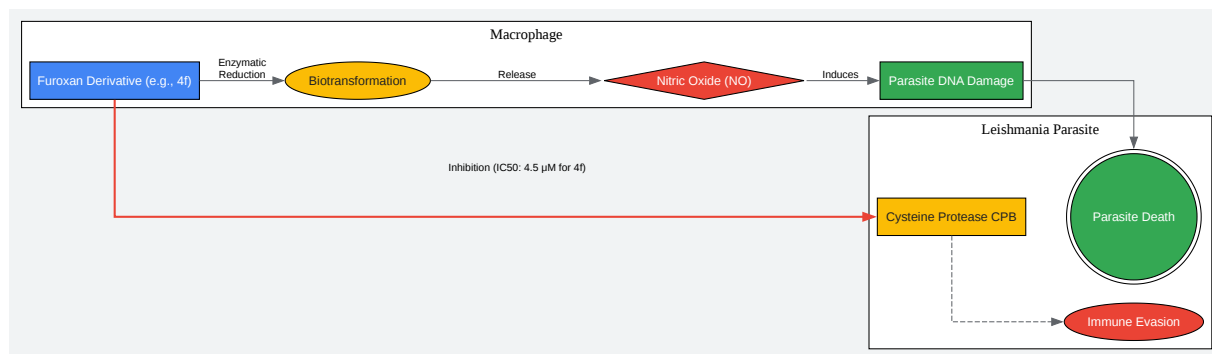 Macrophage
Furoxan Derivative (e.g., 4f)
Enzymatic
Reduction
Biotransformation
Release
Nitric Oxide (NO)
Induces
Parasite DNA Damage
Leishmania Parasite
Inhibition (IC50: 4.5 µM for 4f)
Cysteine Protease CPB
Parasite Death
Immune Evasion